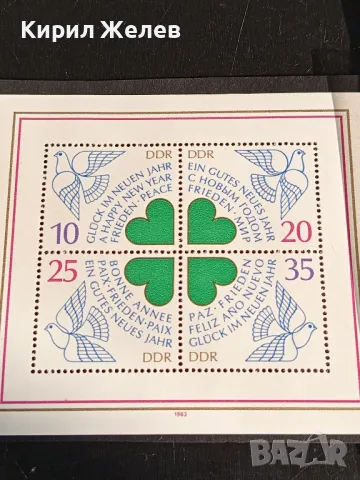 Кирил Желев
DDR
GLÜCK IM NEUEN JAHR
A HAPPY NEW YEAR
FRIEDEN · PEACE
10
DDR
EIN GUTES NEUES JAHR
С НОВЫМ ГОДОМ
FRIEDEN · МИР
20
25
BONNE ANNÉE
PAIX · FRIEDEN · PAIX
EIN GUTES NEUES JAHR
DDR
35
PAZ · FRIEDEN
FELIZ AÑO NUEVO
GLÜCK IM NEUEN JAHR
DDR
1983
BAZAR